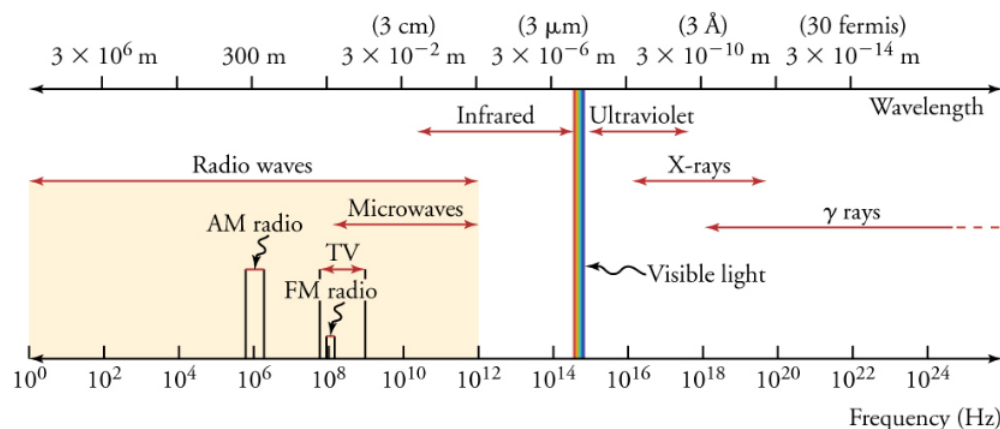 (3 cm) (3 μm) (3 Å) (30 fermis)
3 × 10⁶ m 300 m 3 × 10⁻² m 3 × 10⁻⁶ m 3 × 10⁻¹⁰ m 3 × 10⁻¹⁴ m
Wavelength
Infrared Ultraviolet
Radio waves X-rays
Microwaves γ rays
AM radio
TV
Visible light
FM radio
10⁰ 10² 10⁴ 10⁶ 10⁸ 10¹⁰ 10¹² 10¹⁴ 10¹⁶ 10¹⁸ 10²⁰ 10²² 10²⁴
Frequency (Hz)